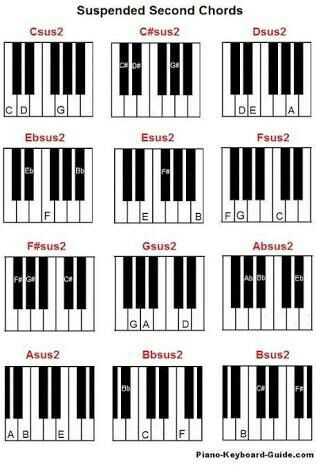 Suspended Second Chords
Csus2 C#sus2 Dsus2
C# D# G#
C D G D E A
Ebsus2 Esus2 Fsus2
Eb Bb F#
F E B F G C
F#sus2 Gsus2 Absus2
F# G# C# Ab Bb Eb
G A D
Asus2 Bbsus2 Bsus2
Bb C# F#
A B E C F B
Piano-Keyboard-Guide.com